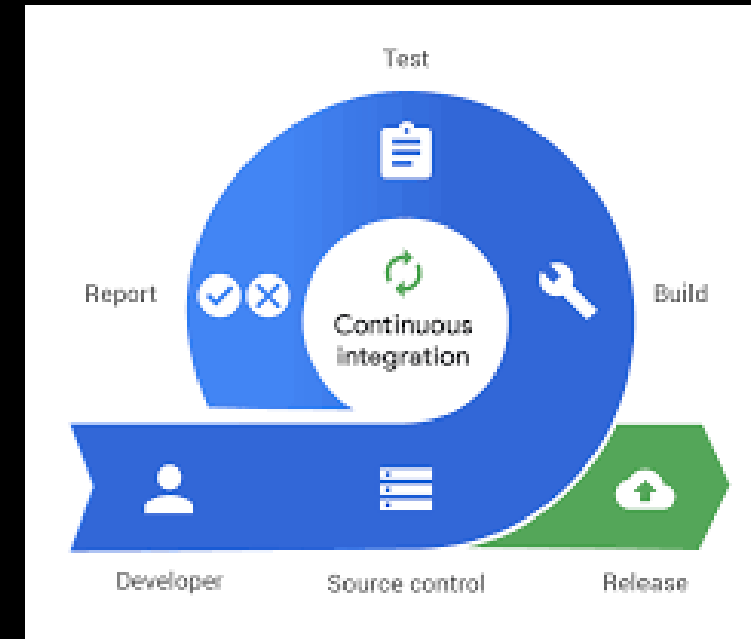 Test
Report
Build
Continuous
integration
Developer
Source control
Release